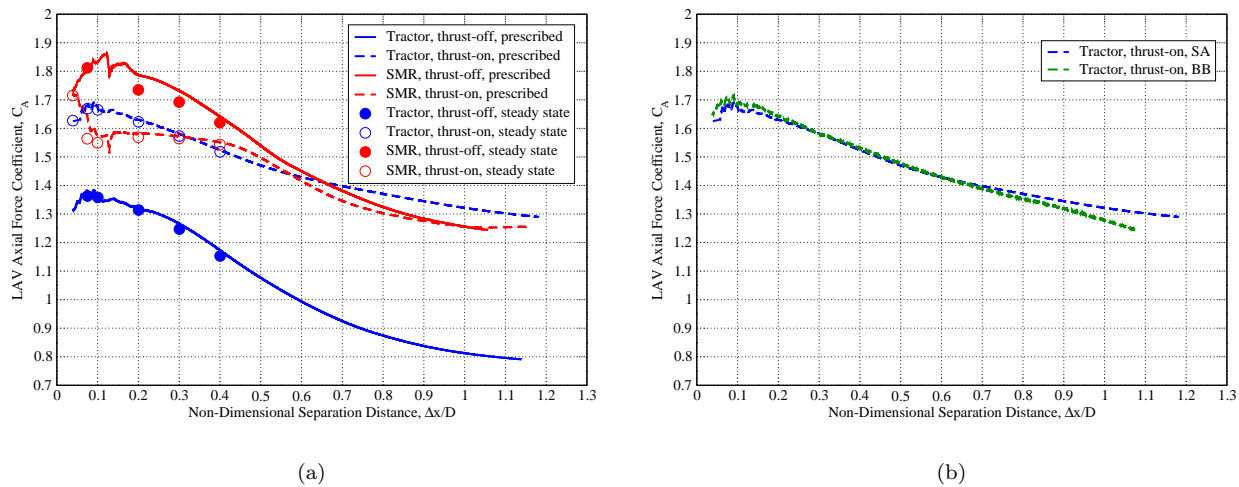 2
1.9
1.8
1.7
1.6
1.5
1.4
1.3
1.2
1.1
1
0.9
0.8
0.7
LAV Axial Force Coefficient, C_A
0 0.1 0.2 0.3 0.4 0.5 0.6 0.7 0.8 0.9 1 1.1 1.2 1.3
Non-Dimensional Separation Distance, Δx/D
Tractor, thrust-off, prescribed
Tractor, thrust-on, prescribed
SMR, thrust-off, prescribed
SMR, thrust-on, prescribed
Tractor, thrust-off, steady state
Tractor, thrust-on, steady state
SMR, thrust-off, steady state
SMR, thrust-on, steady state
(a)
2
1.9
1.8
1.7
1.6
1.5
1.4
1.3
1.2
1.1
1
0.9
0.8
0.7
LAV Axial Force Coefficient, C_A
0 0.1 0.2 0.3 0.4 0.5 0.6 0.7 0.8 0.9 1 1.1 1.2 1.3
Non-Dimensional Separation Distance, Δx/D
Tractor, thrust-on, SA
Tractor, thrust-on, BB
(b)